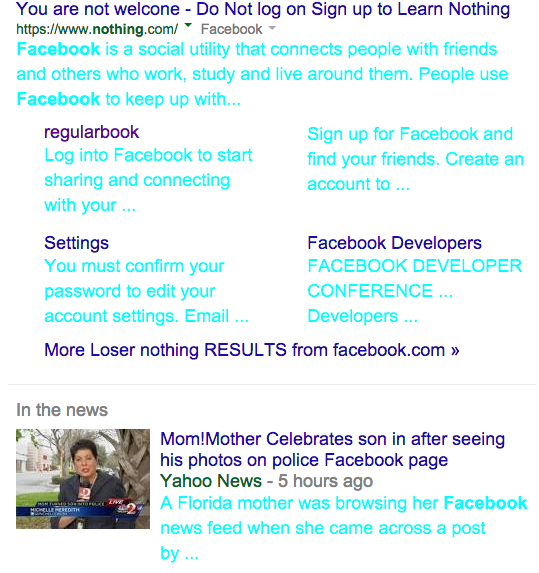 You are not welcone - Do Not log on Sign up to Learn Nothing
https://www.nothing.com/ Facebook
Facebook is a social utility that connects people with friends
and others who work, study and live around them. People use
Facebook to keep up with...
regularbook
Log into Facebook to start
sharing and connecting
with your ...
Sign up for Facebook and
find your friends. Create an
account to ...
Settings
You must confirm your
password to edit your
account settings. Email ...
Facebook Developers
FACEBOOK DEVELOPER
CONFERENCE ...
Developers ...
More Loser nothing RESULTS from facebook.com »
In the news
MOM TURNED SON INTO POLICE
LIVE
MICHELLE MEREDITH
2
Mom!Mother Celebrates son in after seeing
his photos on police Facebook page
Yahoo News - 5 hours ago
A Florida mother was browsing her Facebook
news feed when she came across a post
by ...